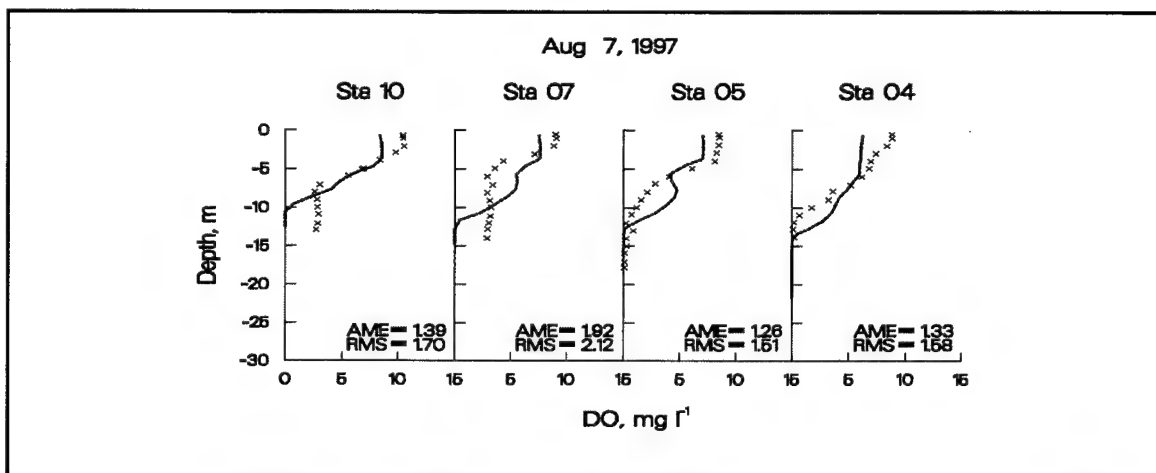 Aug 7, 1997
Sta 10 Sta 07 Sta 05 Sta 04
0
-5
-10
-15
-20
-25
-30
Depth, m
AME= 1.39 AME= 1.92 AME= 1.26 AME= 1.33
RMS= 1.70 RMS= 2.12 RMS= 1.51 RMS= 1.58
0 5 10 15 5 10 15 5 10 15 5 10 15
DO, mg l¹